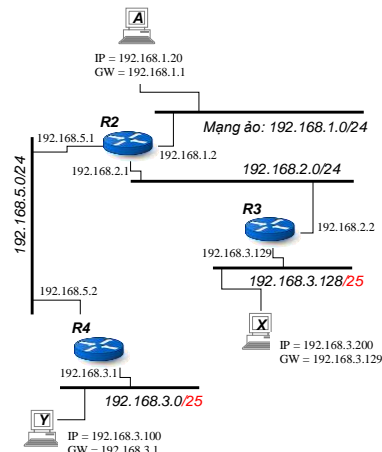 A
IP = 192.168.1.20
GW = 192.168.1.1
R2
192.168.5.1
Mạng ảo: 192.168.1.0/24
192.168.1.2
192.168.2.1
192.168.2.0/24
192.168.5.0/24
R3
192.168.2.2
192.168.3.129
192.168.3.128/25
192.168.5.2
X
R4
IP = 192.168.3.200
GW = 192.168.3.129
192.168.3.1
192.168.3.0/25
Y
IP = 192.168.3.100
GW = 192.168.3.1